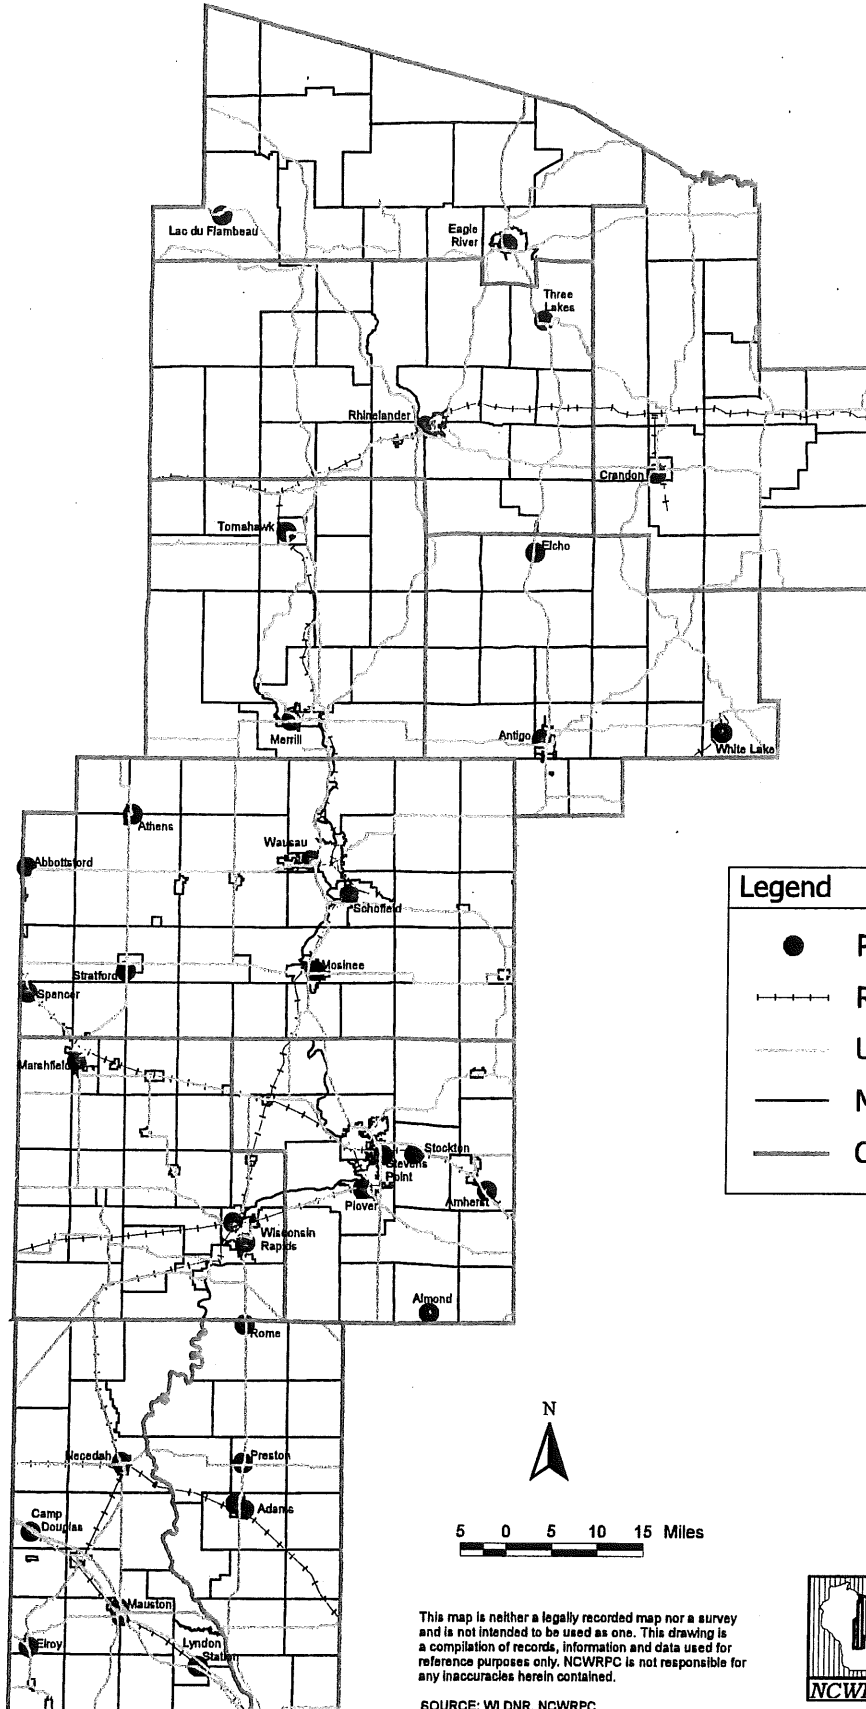 Lac du Flambeau
Eagle
River
Three
Lakes
Rhinelander
Crandon
Tomahawk
Elcho
Merrill
Antigo
White Lake
Athens
Wausau
Abbottsford
Schofield
Stratford
Mosinee
Spencer
Marshfield
Stockton
Stevens
Point
Amherst
Plover
Wisconsin
Rapids
Almond
Rome
Necedah
Preston
Camp
Douglas
Adams
Mauston
Elroy
Lyndon
Station
Legend
P
R
U
M
C
N
5 0 5 10 15 Miles
This map is neither a legally recorded map nor a survey
and is not intended to be used as one. This drawing is
a compilation of records, information and data used for
reference purposes only. NCWRPC is not responsible for
any inaccuracies herein contained.
SOURCE: WI DNR, NCWRPC